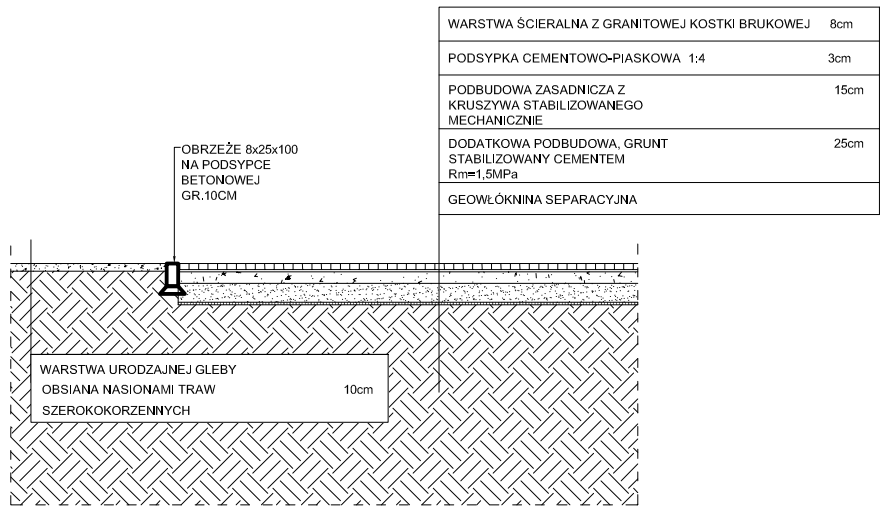 WARSTWA ŚCIERALNA Z GRANITOWEJ KOSTKI BRUKOWEJ 8cm
PODSYPKA CEMENTOWO-PIASKOWA 1:4 3cm
PODBUDOWA ZASADNICZA Z 15cm
KRUSZYWA STABILIZOWANEGO
MECHANICZNIE
DODATKOWA PODBUDOWA, GRUNT 25cm
STABILIZOWANY CEMENTEM
Rm=1,5MPa
GEOWŁÓKNINA SEPARACYJNA
OBRZEŻE 8x25x100
NA PODSYPCE
BETONOWEJ
GR.10CM
WARSTWA URODZAJNEJ GLEBY
OBSIANA NASIONAMI TRAW 10cm
SZEROKOKORZENNYCH